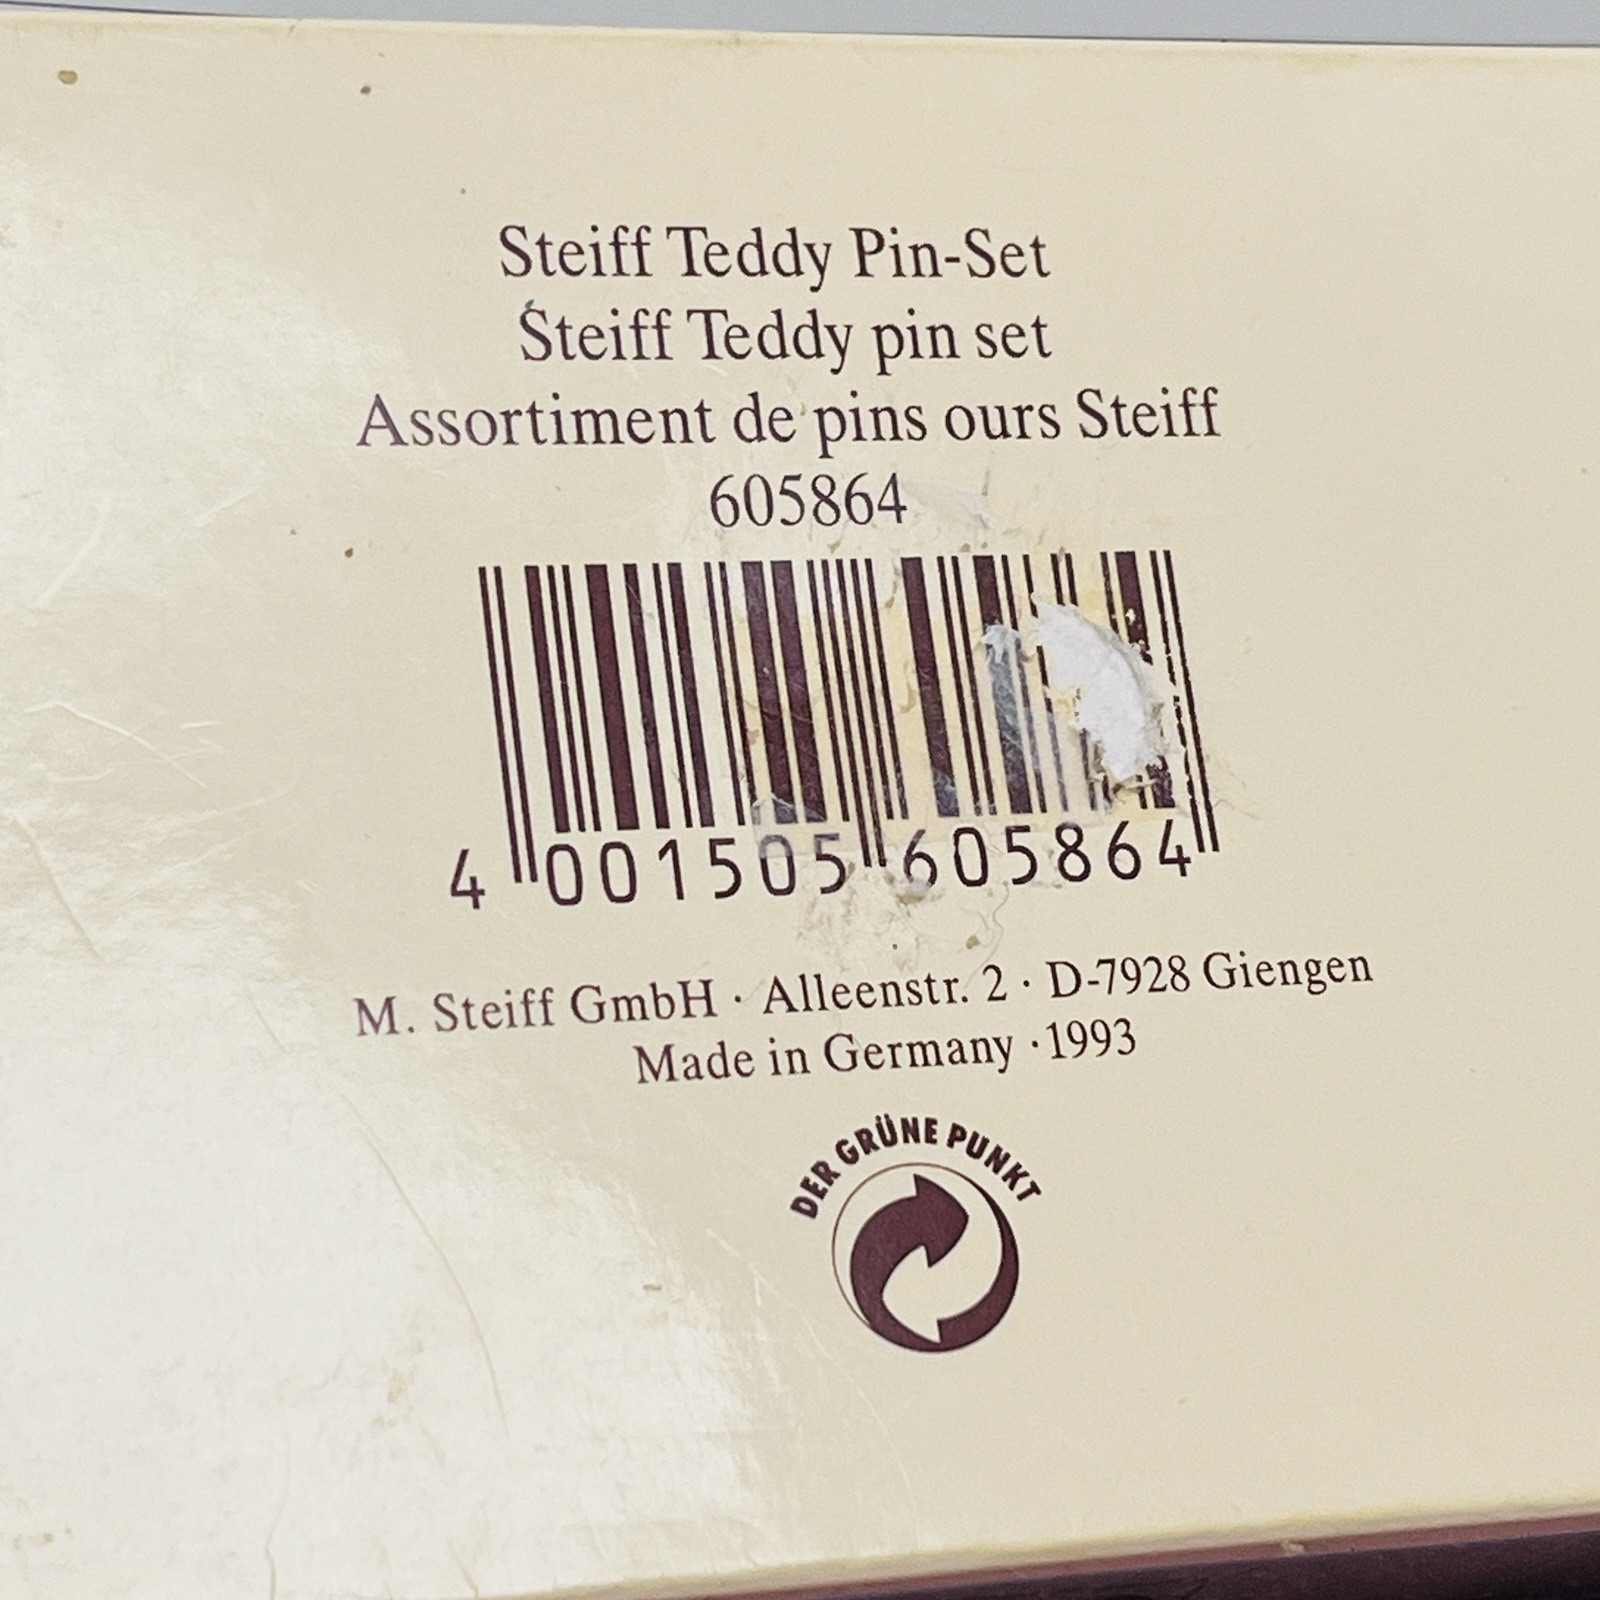 Steiff Teddy Pin-Set
Steiff Teddy pin set
Assortiment de pins ours Steiff
605864
4 001505 605864
M. Steiff GmbH · Alleenstr. 2 · D-7928 Giengen
Made in Germany · 1993
DER GRÜNE PUNKT